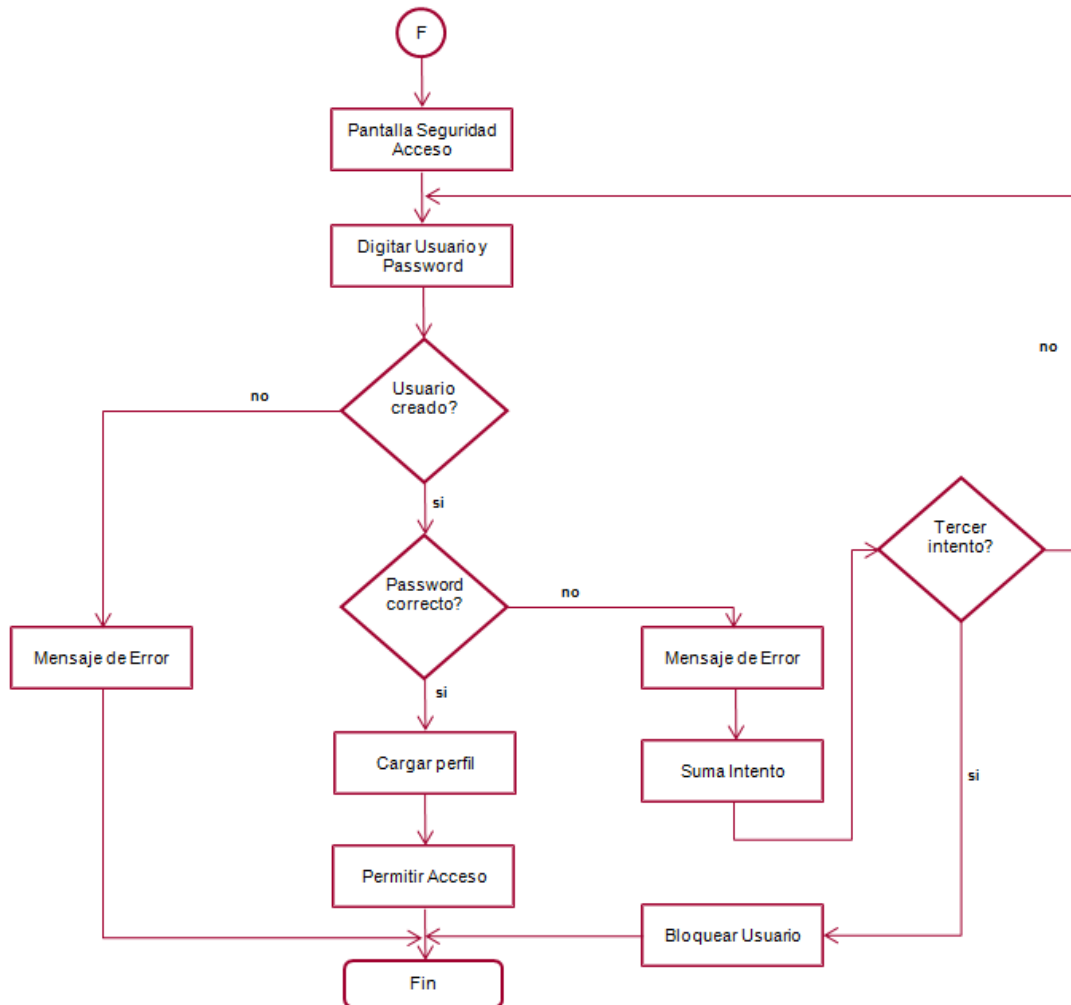 F
Pantalla Seguridad
Acceso
Digitar Usuario y
Password
no
Usuario
creado?
no
si
Tercer
intento?
Password
correcto?
no
Mensaje de Error
Mensaje de Error
si
Cargar perfil
Suma Intento
si
Permitir Acceso
Bloquear Usuario
Fin